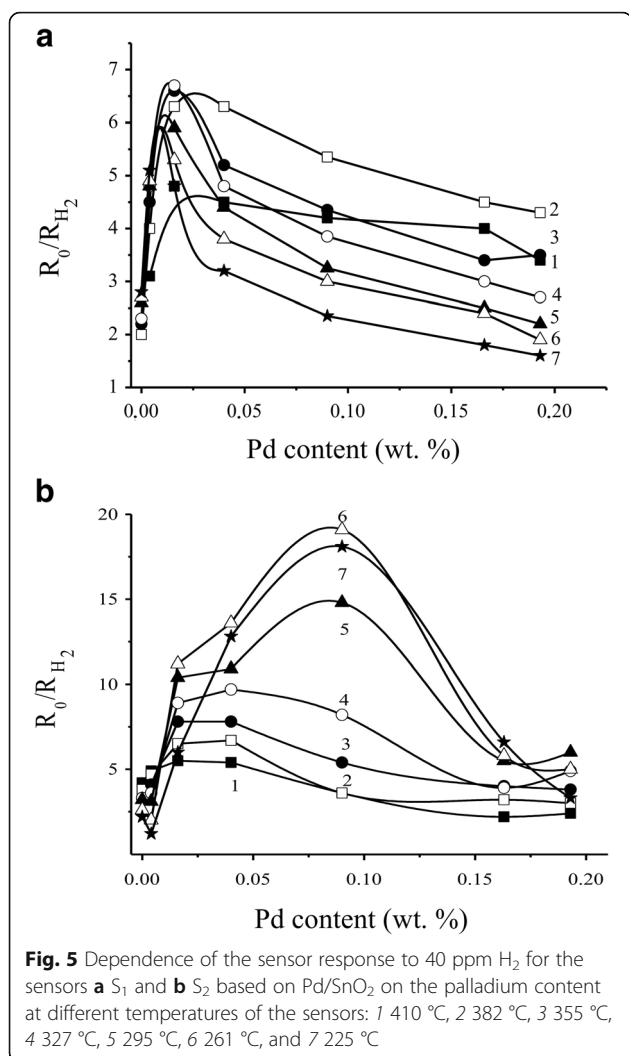 a
7
6
5
4
3
2
1
R₀/R_H₂
2
3
1
4
5
6
7
0.00 0.05 0.10 0.15 0.20
Pd content (wt. %)
b
20
15
10
5
R₀/R_H₂
6
7
5
4
3
2
1
0.00 0.05 0.10 0.15 0.20
Pd content (wt. %)
Fig. 5 Dependence of the sensor response to 40 ppm H₂ for the
sensors a S₁ and b S₂ based on Pd/SnO₂ on the palladium content
at different temperatures of the sensors: 1 410 °C, 2 382 °C, 3 355 °C,
4 327 °C, 5 295 °C, 6 261 °C, and 7 225 °C